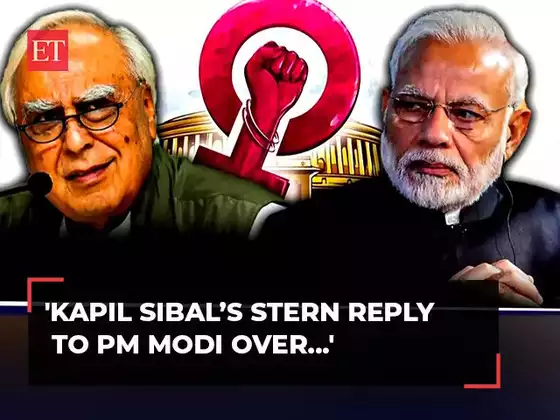 ET
'KAPIL SIBAL’S STERN REPLY
TO PM MODI OVER...'